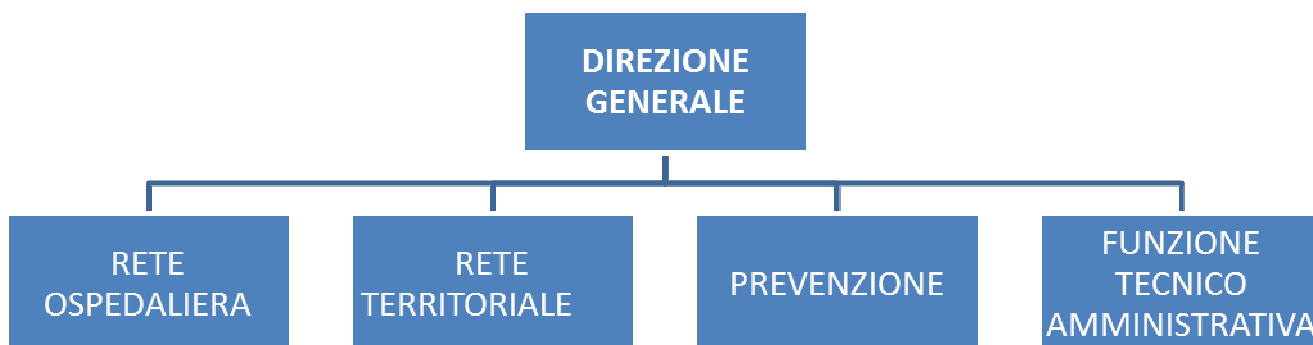 DIREZIONE
GENERALE
RETE
OSPEDALIERA
RETE
TERRITORIALE
PREVENZIONE
FUNZIONE
TECNICO
AMMINISTRATIVA